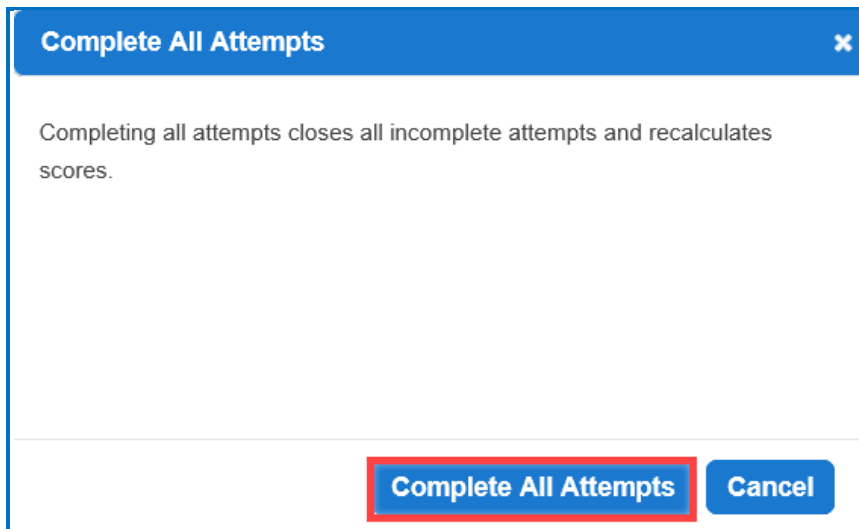 Complete All Attempts
Completing all attempts closes all incomplete attempts and recalculates
scores.
Complete All Attempts Cancel